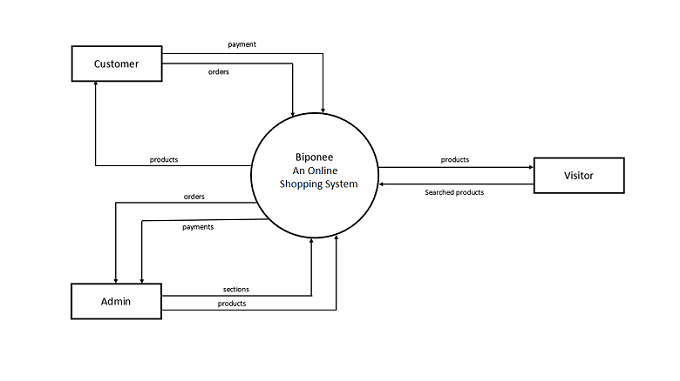 payment
Customer
orders
products
Biponee
An Online
Shopping System
products
Visitor
Searched products
orders
payments
sections
Admin
products